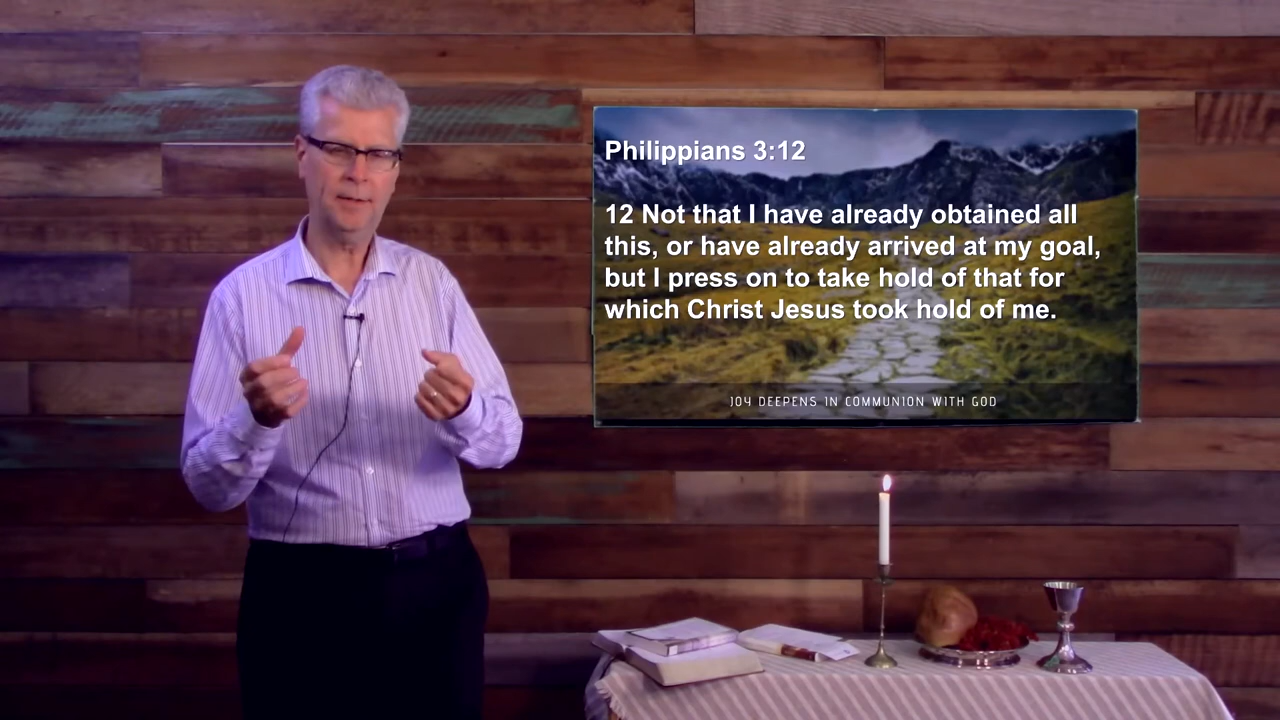 Philippians 3:12
12 Not that I have already obtained all
this, or have already arrived at my goal,
but I press on to take hold of that for
which Christ Jesus took hold of me.
JOY DEEPENS IN COMMUNION WITH GOD